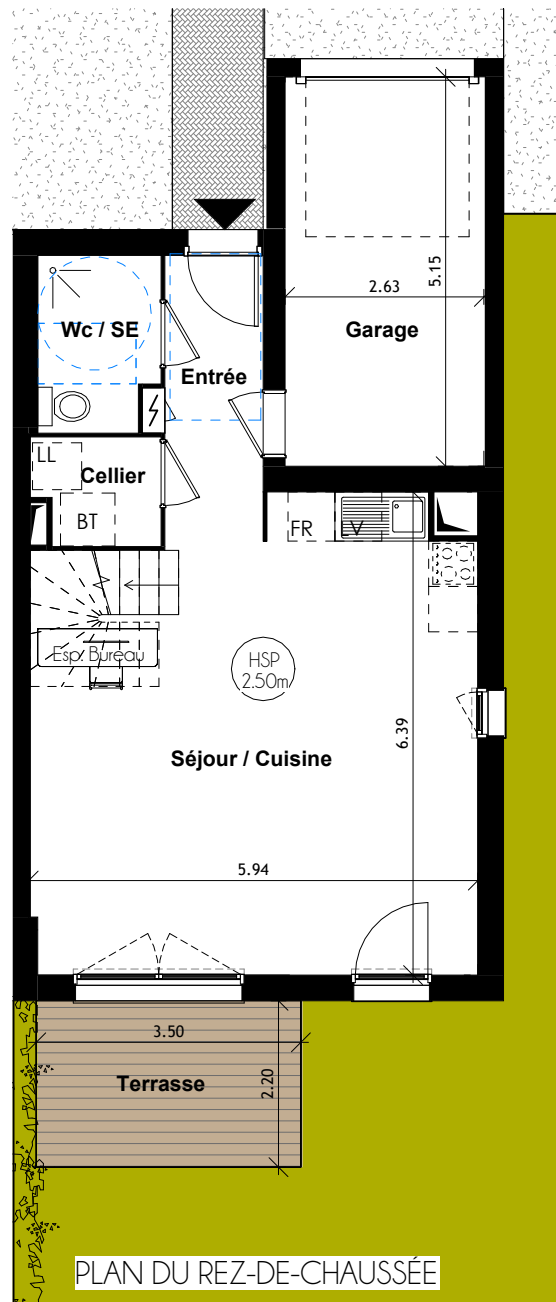 5.15
2.63
Garage
Wc / SE
Entrée
LL
Cellier
BT
FR
V
Esp. Bureau
HSP
2.50m
6.39
Séjour / Cuisine
5.94
3.50
Terrasse
2.20
PLAN DU REZ-DE-CHAUSSÉE